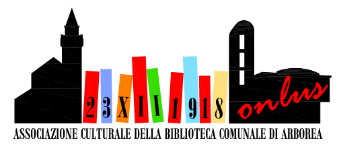 23XII1918
onlus
ASSOCIAZIONE CULTURALE DELLA BIBLIOTECA COMUNALE DI ARBOREA